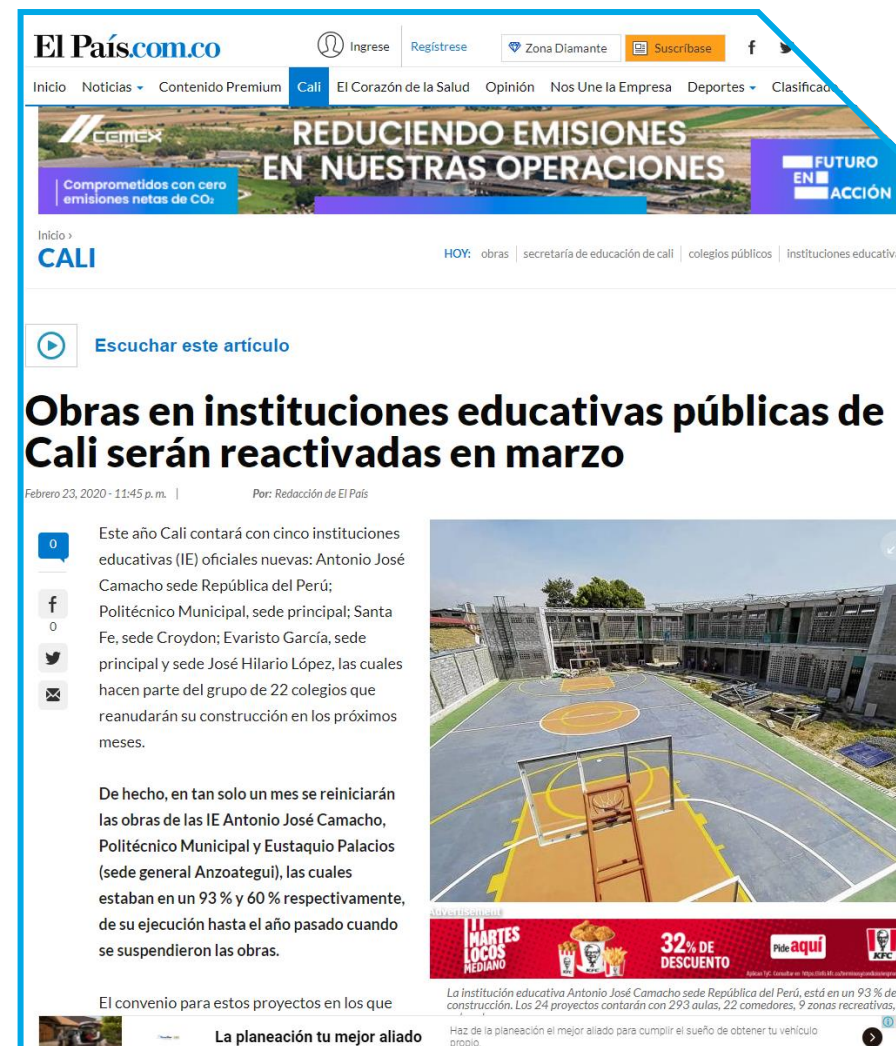 El País.com.co
Ingrese
Regístrese
Zona Diamante
Suscríbase
Inicio Noticias Contenido Premium Cali El Corazón de la Salud Opinión Nos Une la Empresa Deportes
CEMEX
Comprometidos con cero
emisiones netas de CO₂
REDUCIENDO EMISIONES
EN NUESTRAS OPERACIONES
FUTURO
EN
ACCIÓN
Inicio ›
CALI
HOY: obras | secretaría de educación de cali | colegios públicos | instituciones
Escuchar este artículo
Obras en instituciones educativas públicas de
Cali serán reactivadas en marzo
Febrero 23, 2020 - 11:45 p. m. | Por: Redacción de El País
0
0
Este año Cali contará con cinco instituciones
educativas (IE) oficiales nuevas: Antonio José
Camacho sede República del Perú;
Politécnico Municipal, sede principal; Santa
Fe, sede Croydon; Evaristo García, sede
principal y sede José Hilario López, las cuales
hacen parte del grupo de 22 colegios que
reanudarán su construcción en los próximos
meses.
De hecho, en tan solo un mes se reiniciarán
las obras de las IE Antonio José Camacho,
Politécnico Municipal y Eustaquio Palacios
(sede general Anzoategui), las cuales
estaban en un 93 % y 60 % respectivamente,
de su ejecución hasta el año pasado cuando
se suspendieron las obras.
El convenio para estos proyectos en los que
Advertisement
MARTES
LOCOS
MEDIANO
32% DE
DESCUENTO
Pide aquí
KFC
La institución educativa Antonio José Camacho sede República del Perú, está en un 93 % de
construcción. Los 24 proyectos contarán con 293 aulas, 22 comedores, 9 zonas recreativas,
La planeación tu mejor aliado
Haz de la planeación el mejor aliado para cumplir el sueño de obtener tu vehículo
propio.